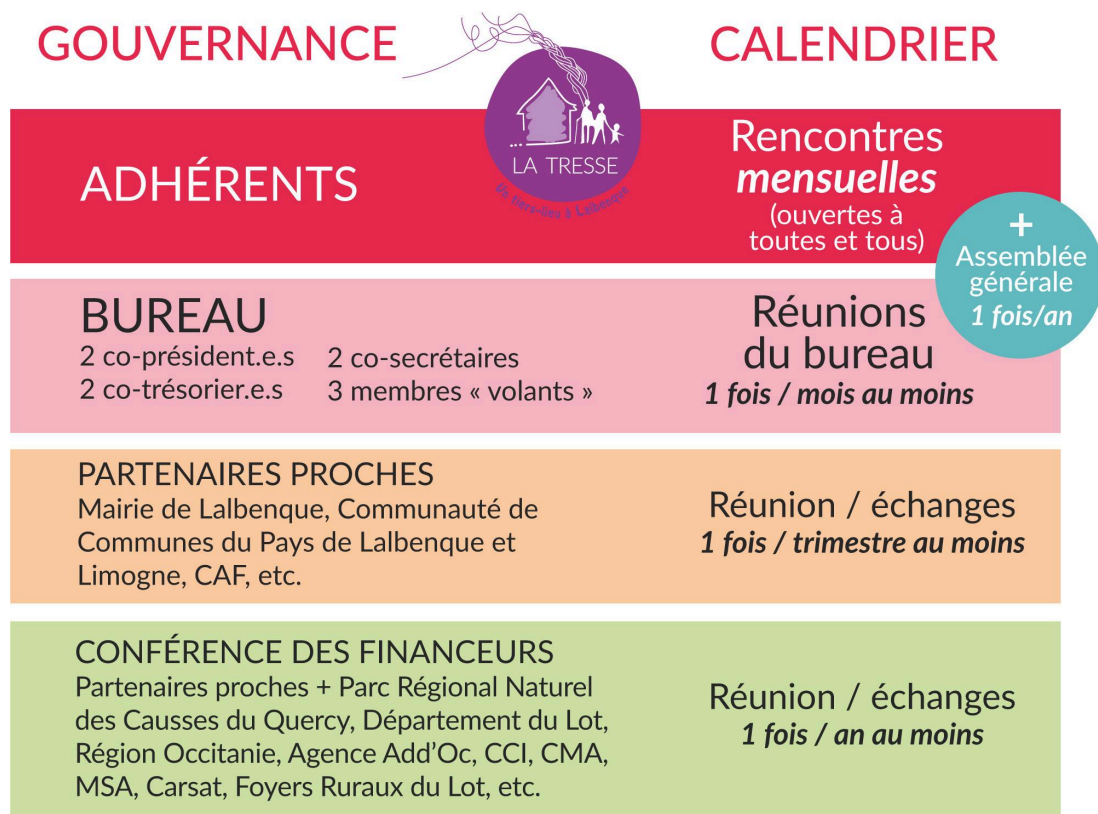 GOUVERNANCE
CALENDRIER
LA TRESSE
Un tiers-lieu à Lalbenque
ADHÉRENTS
Rencontres
mensuelles
(ouvertes à
toutes et tous)
+
Assemblée
générale
1 fois/an
BUREAU
2 co-président.e.s
2 co-trésorier.e.s
2 co-secrétaires
3 membres « volants »
Réunions
du bureau
1 fois / mois au moins
PARTENAIRES PROCHES
Mairie de Lalbenque, Communauté de
Communes du Pays de Lalbenque et
Limogne, CAF, etc.
Réunion / échanges
1 fois / trimestre au moins
CONFÉRENCE DES FINANCEURS
Partenaires proches + Parc Régional Naturel
des Causses du Quercy, Département du Lot,
Région Occitanie, Agence Add’Oc, CCI, CMA,
MSA, Carsat, Foyers Ruraux du Lot, etc.
Réunion / échanges
1 fois / an au moins